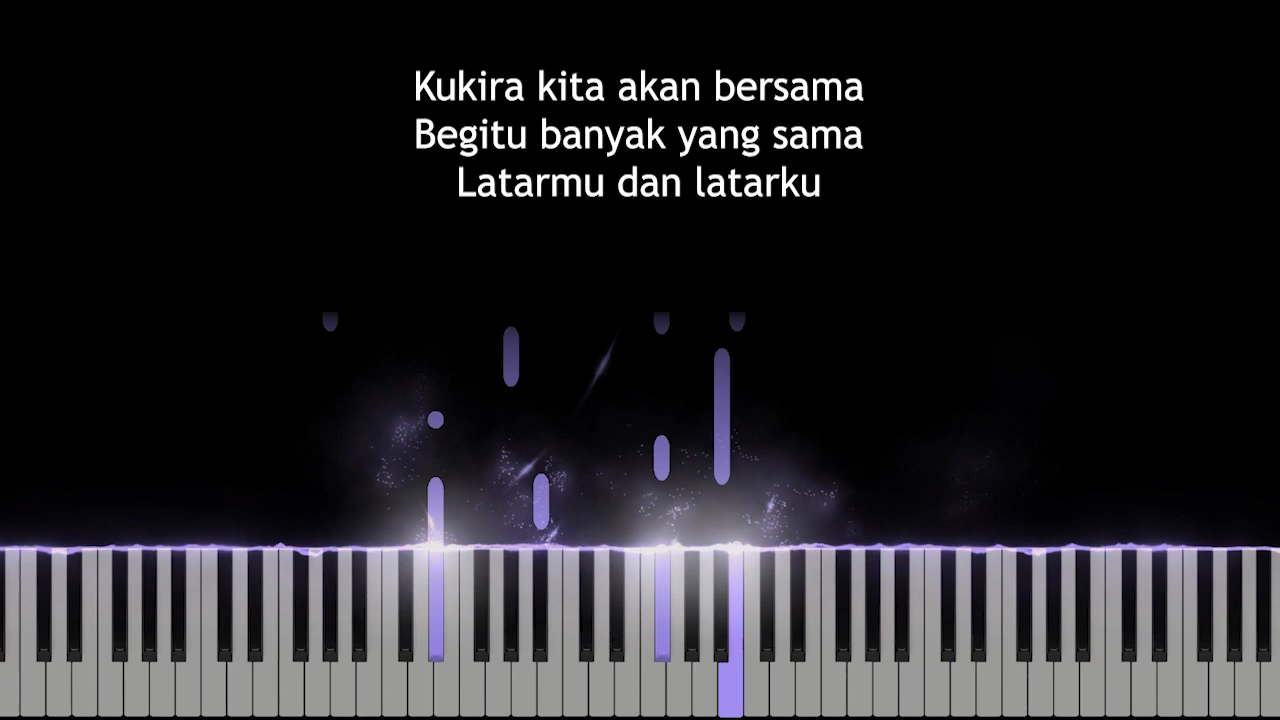 Kukira kita akan bersama
Begitu banyak yang sama
Latarmu dan latarku